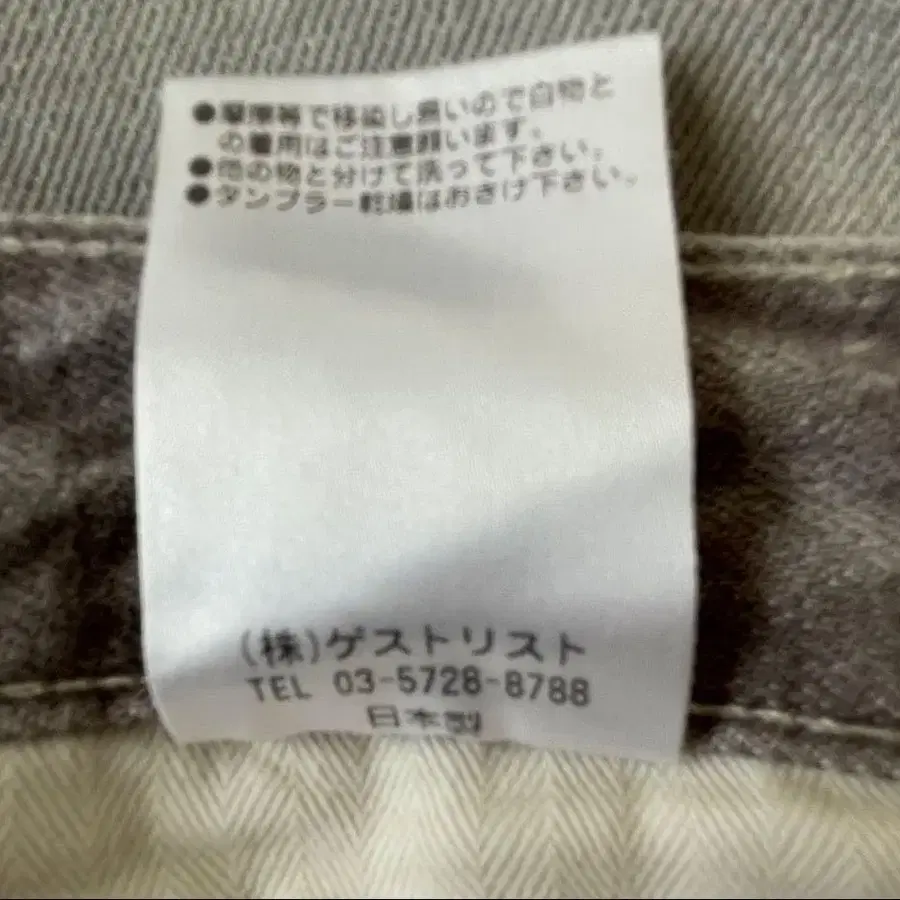 ●摩擦等で移染し易いので白物と
の着用はご注意願います。
●他の物と分けて洗って下さい。
●タンブラー乾燥はおさけ下さい。
(株)ゲストリスト
TEL 03-5728-8788
日本製